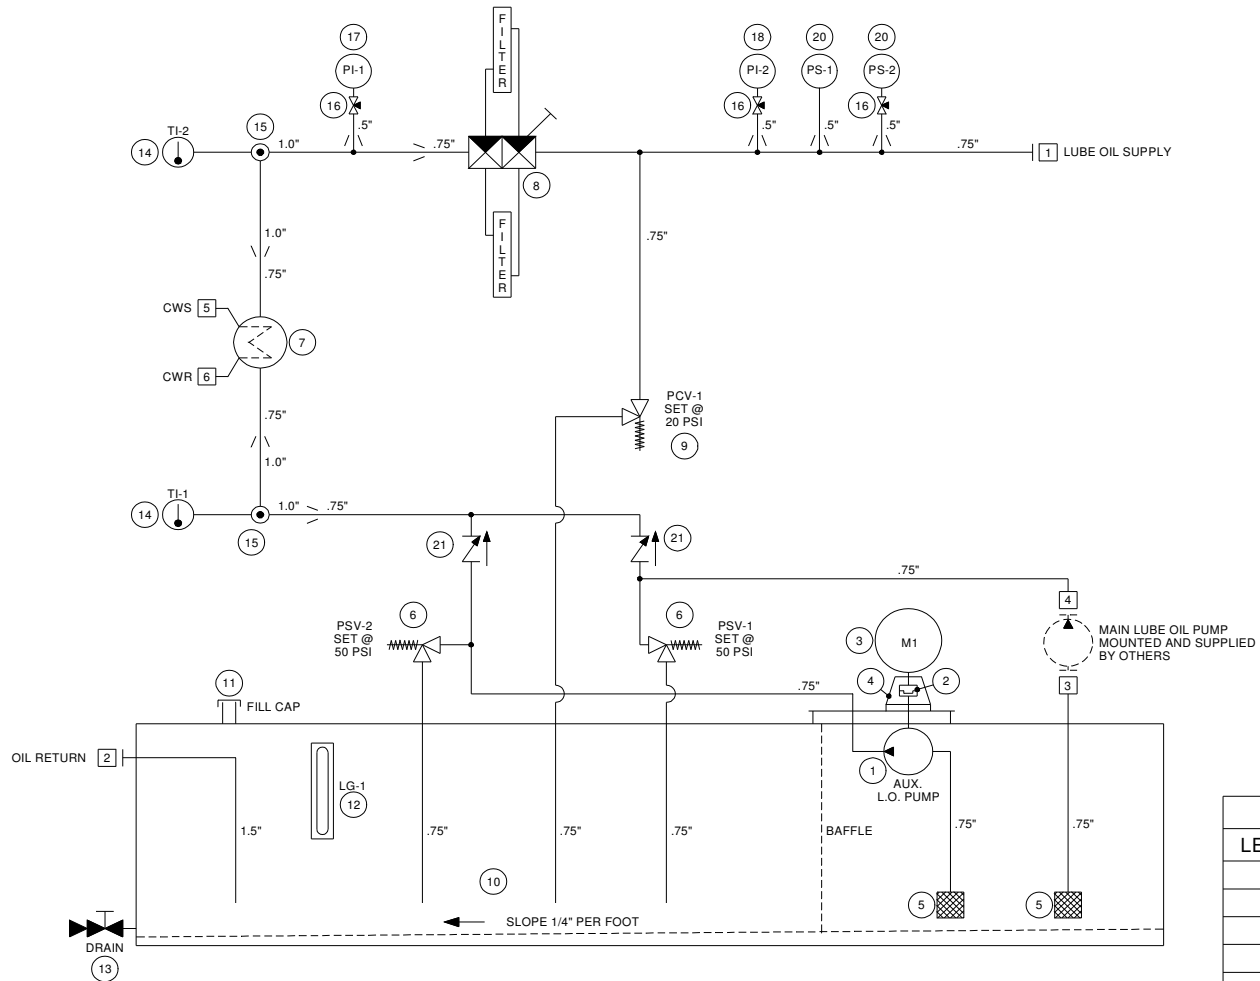 17
PI-1
16
.5"
FILTER
18
PI-2
16
.5"
20
PS-1
.5"
20
PS-2
16
.5"
14
TI-2
15
1.0"
.75"
8
.75"
1
LUBE OIL SUPPLY
FILTER
1.0"
.75"
.75"
CWS
5
7
CWR
6
.75"
1.0"
PCV-1
SET @
20 PSI
9
14
TI-1
15
1.0"
.75"
21
21
.75"
4
MAIN LUBE OIL PUMP
MOUNTED AND SUPPLIED
BY OTHERS
3
6
PSV-2
SET @
50 PSI
6
PSV-1
SET @
50 PSI
3
M1
4
2
.75"
11
FILL CAP
OIL RETURN
2
LG-1
12
1
AUX.
L.O. PUMP
1.5"
.75"
.75"
.75"
BAFFLE
.75"
.75"
10
5
5
SLOPE 1/4" PER FOOT
DRAIN
13
LE